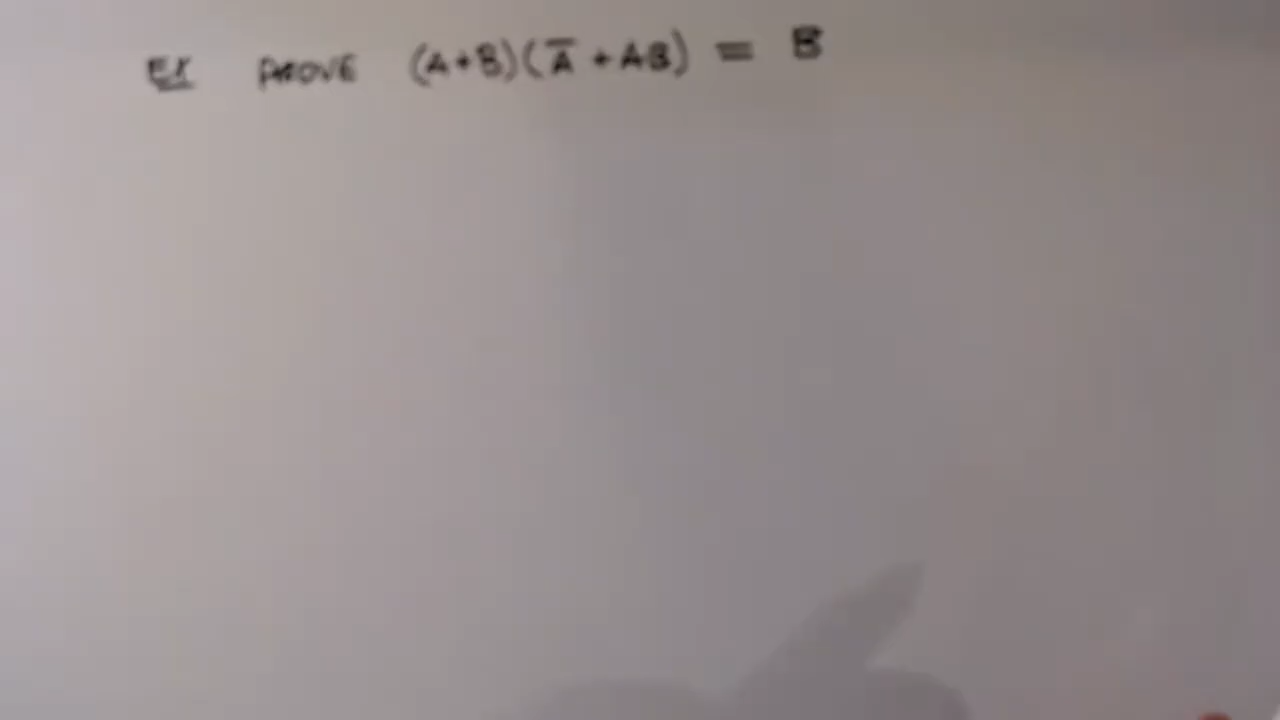 EX PROVE (A+B)(A̅ + AB) = B